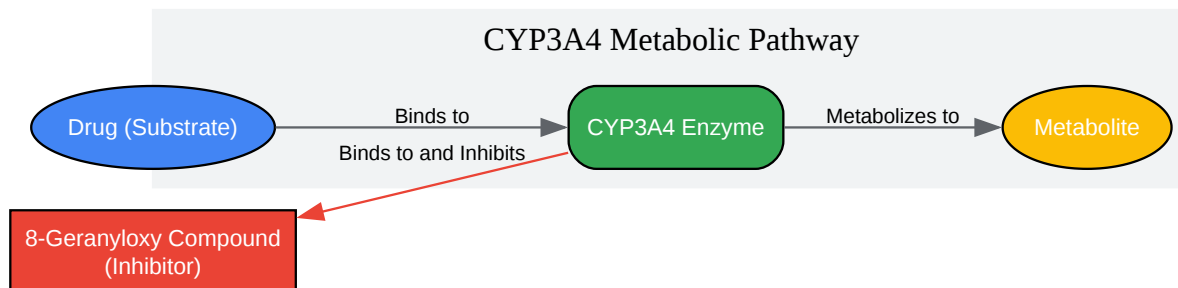 CYP3A4 Metabolic Pathway
Drug (Substrate)
Binds to
CYP3A4 Enzyme
Metabolizes to
Metabolite
Binds to and Inhibits
8-Geranyloxy Compound
(Inhibitor)